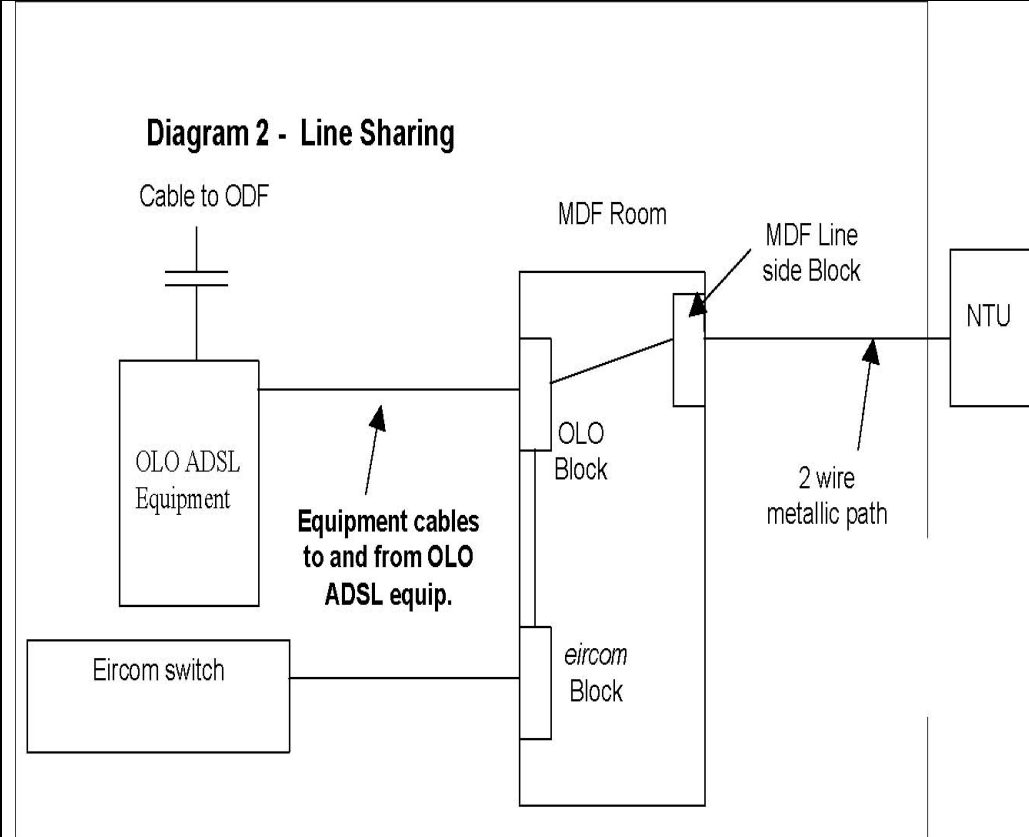 Diagram 2 - Line Sharing
Cable to ODF
MDF Room
MDF Line
side Block
NTU
OLO ADSL
Equipment
OLO
Block
Equipment cables
to and from OLO
ADSL equip.
2 wire
metallic path
Eircom switch
eircom
Block